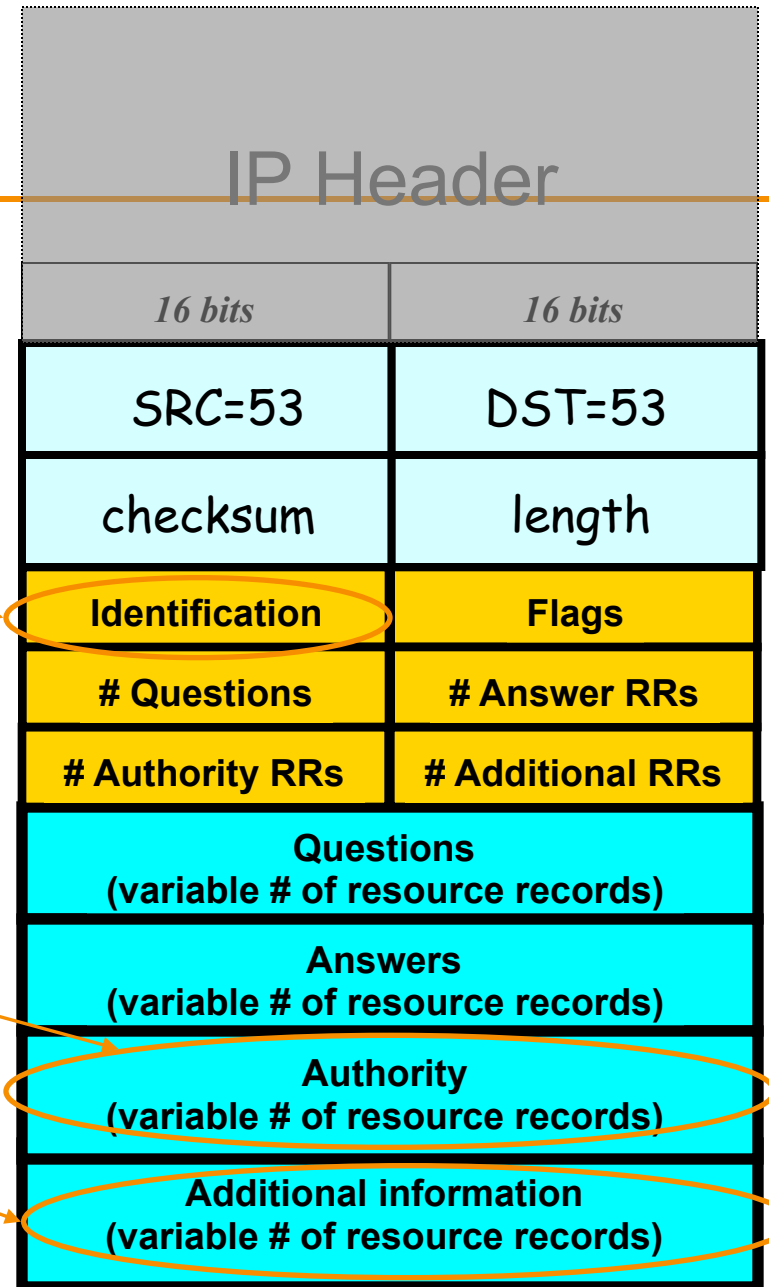 IP Header
16 bits 16 bits
SRC=53 DST=53
checksum length
Identification Flags
# Questions # Answer RRs
# Authority RRs # Additional RRs
Questions
(variable # of resource records)
Answers
(variable # of resource records)
Authority
(variable # of resource records)
Additional information
(variable # of resource records)